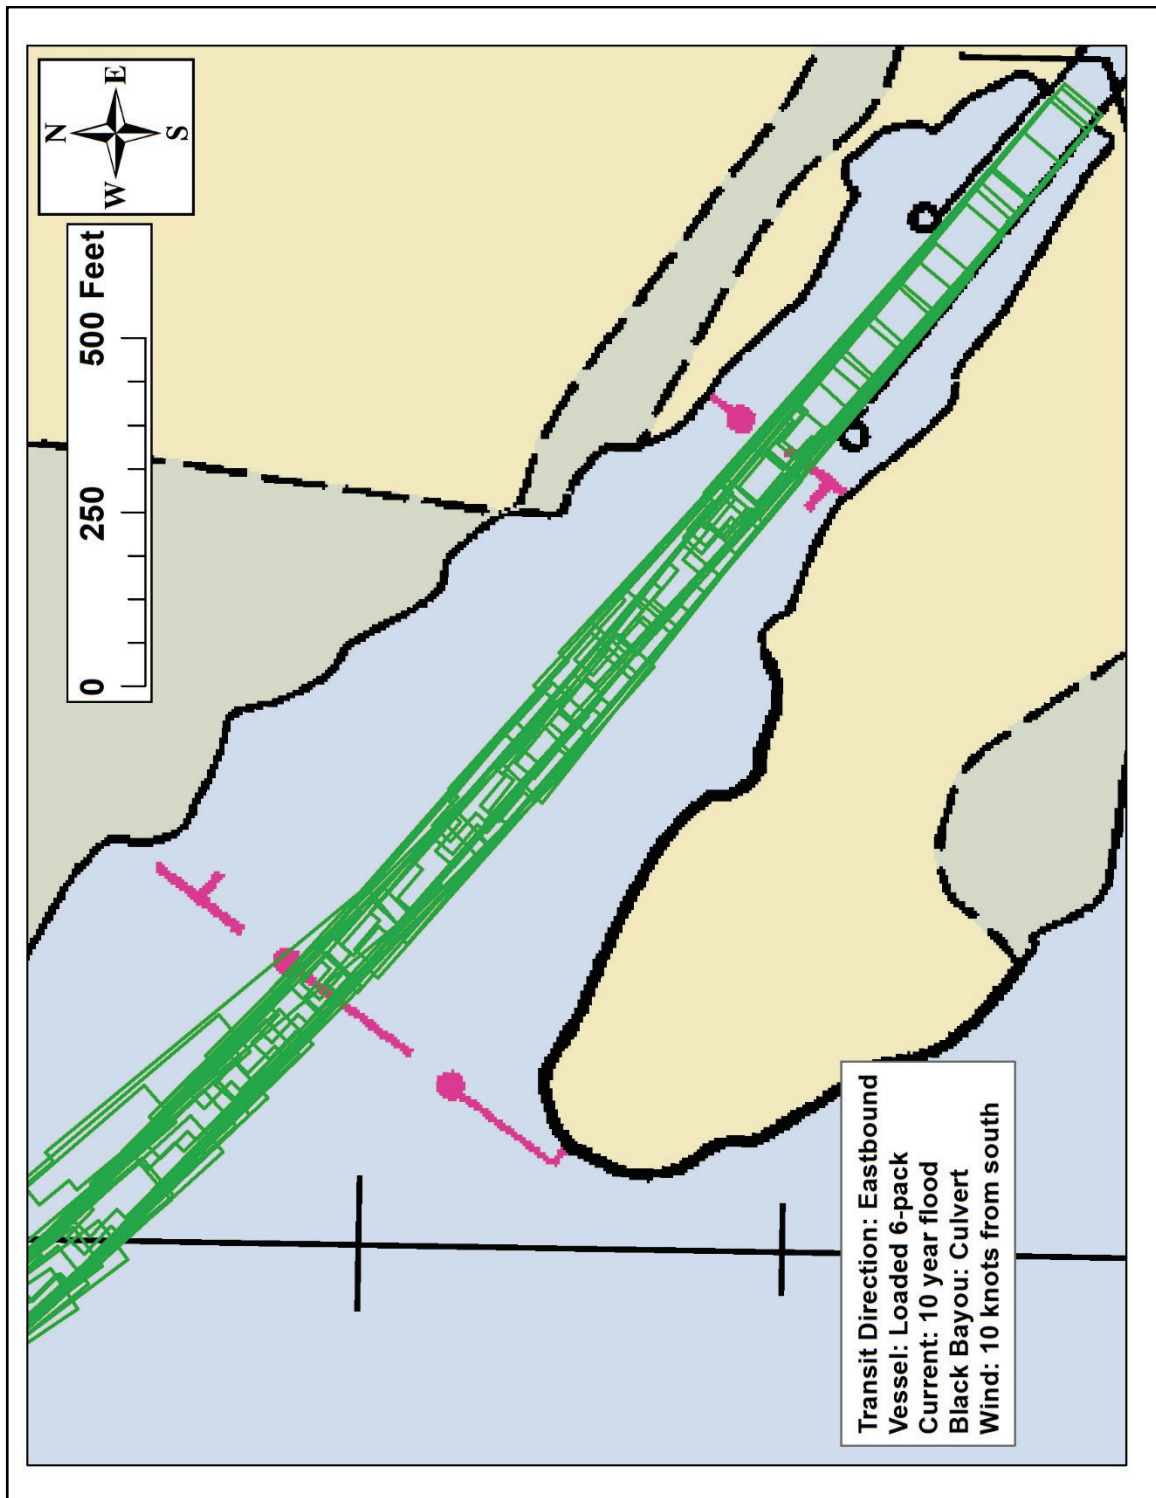 N
W
E
S
0
250
500 Feet
Transit Direction: Eastbound
Vessel: Loaded 6-pack
Current: 10 year flood
Black Bayou: Culvert
Wind: 10 knots from south